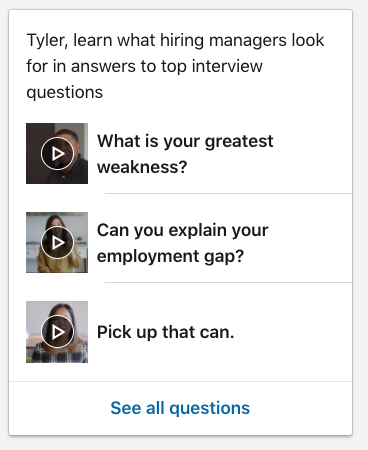 Tyler, learn what hiring managers look
for in answers to top interview
questions
What is your greatest
weakness?
Can you explain your
employment gap?
Pick up that can.
See all questions